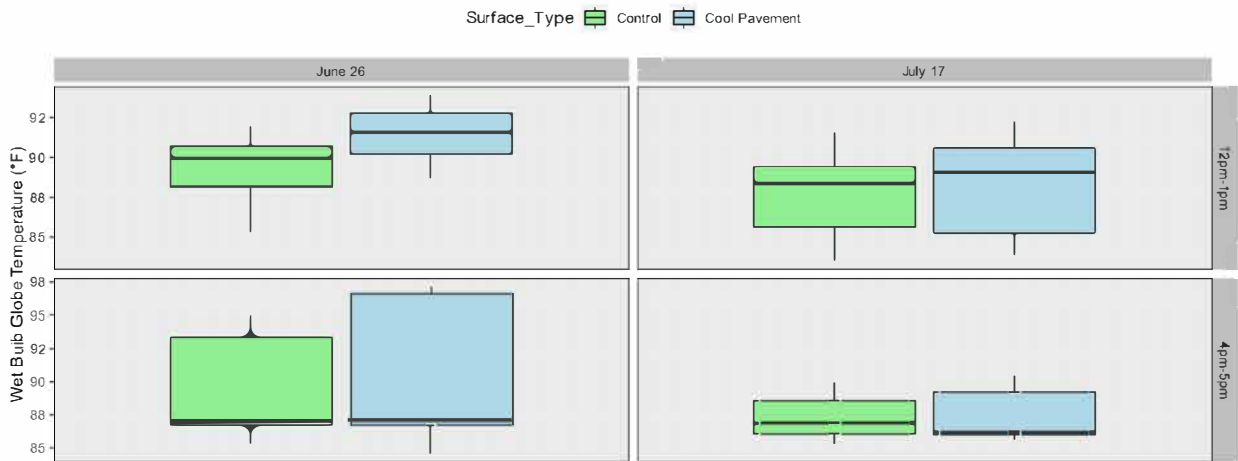 Surface_Type Control Cool Pavement
June 26 July 17
Wet Bulb Globe Temperature (°F)
92
90
88
85
12pm-1pm
98
95
92
90
88
85
4pm-5pm